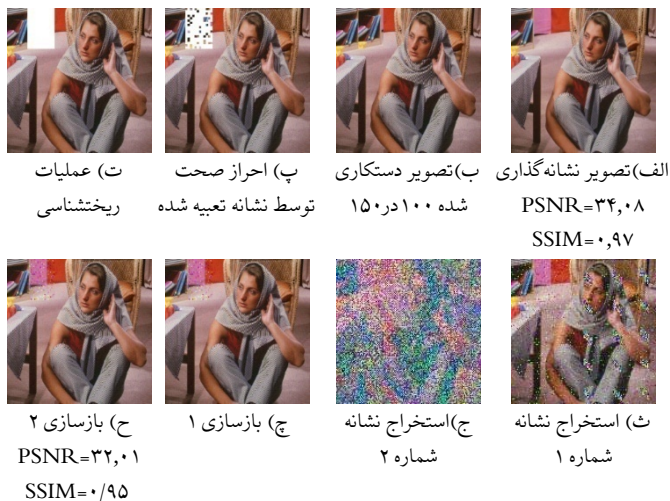 الف)تصویر نشانه‌گذاری
PSNR=۳۴,۰۸
SSIM=۰,۹۷
ب)تصویر دستکاری
شده ۱۰۰در۱۵۰
پ) احراز صحت
توسط نشانه تعبیه شده
ت) عملیات
ریختشناسی
ث) استخراج نشانه
شماره ۱
ج)استخراج نشانه
شماره ۲
چ) بازسازی ۱
ح) بازسازی ۲
PSNR=۳۲,۰۱
SSIM=۰/۹۵